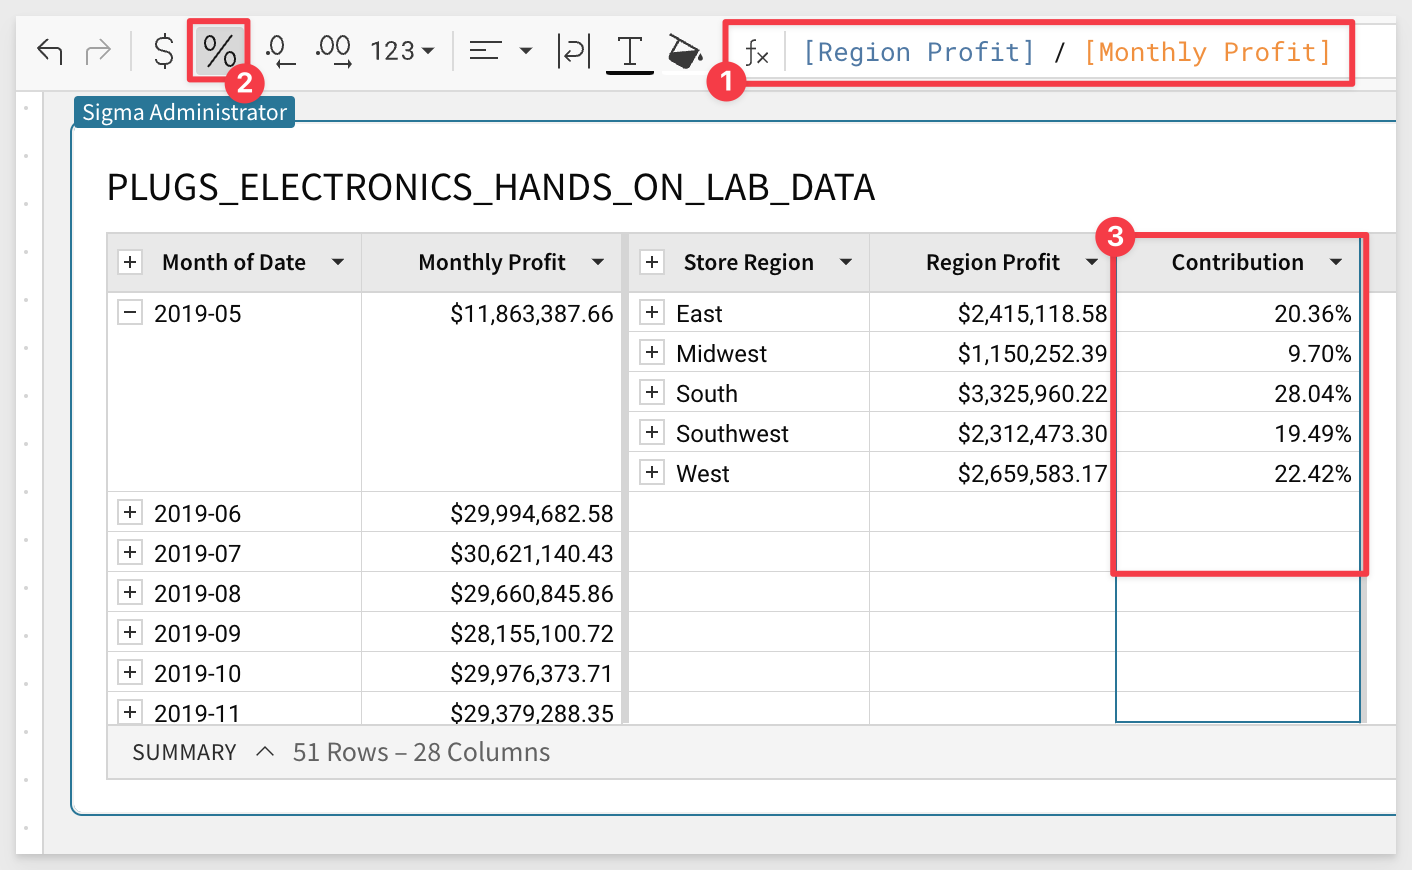 $ % .0 .00 123 T fx [Region Profit] / [Monthly Profit]
2 1
Sigma Administrator
PLUGS_ELECTRONICS_HANDS_ON_LAB_DATA
3
Month of Date Monthly Profit Store Region Region Profit Contribution
2019-05 $11,863,387.66 East $2,415,118.58 20.36%
Midwest $1,150,252.39 9.70%
South $3,325,960.22 28.04%
Southwest $2,312,473.30 19.49%
West $2,659,583.17 22.42%
2019-06 $29,994,682.58
2019-07 $30,621,140.43
2019-08 $29,660,845.86
2019-09 $28,155,100.72
2019-10 $29,976,373.71
2019-11 $29,379,288.35
SUMMARY 51 Rows – 28 Columns